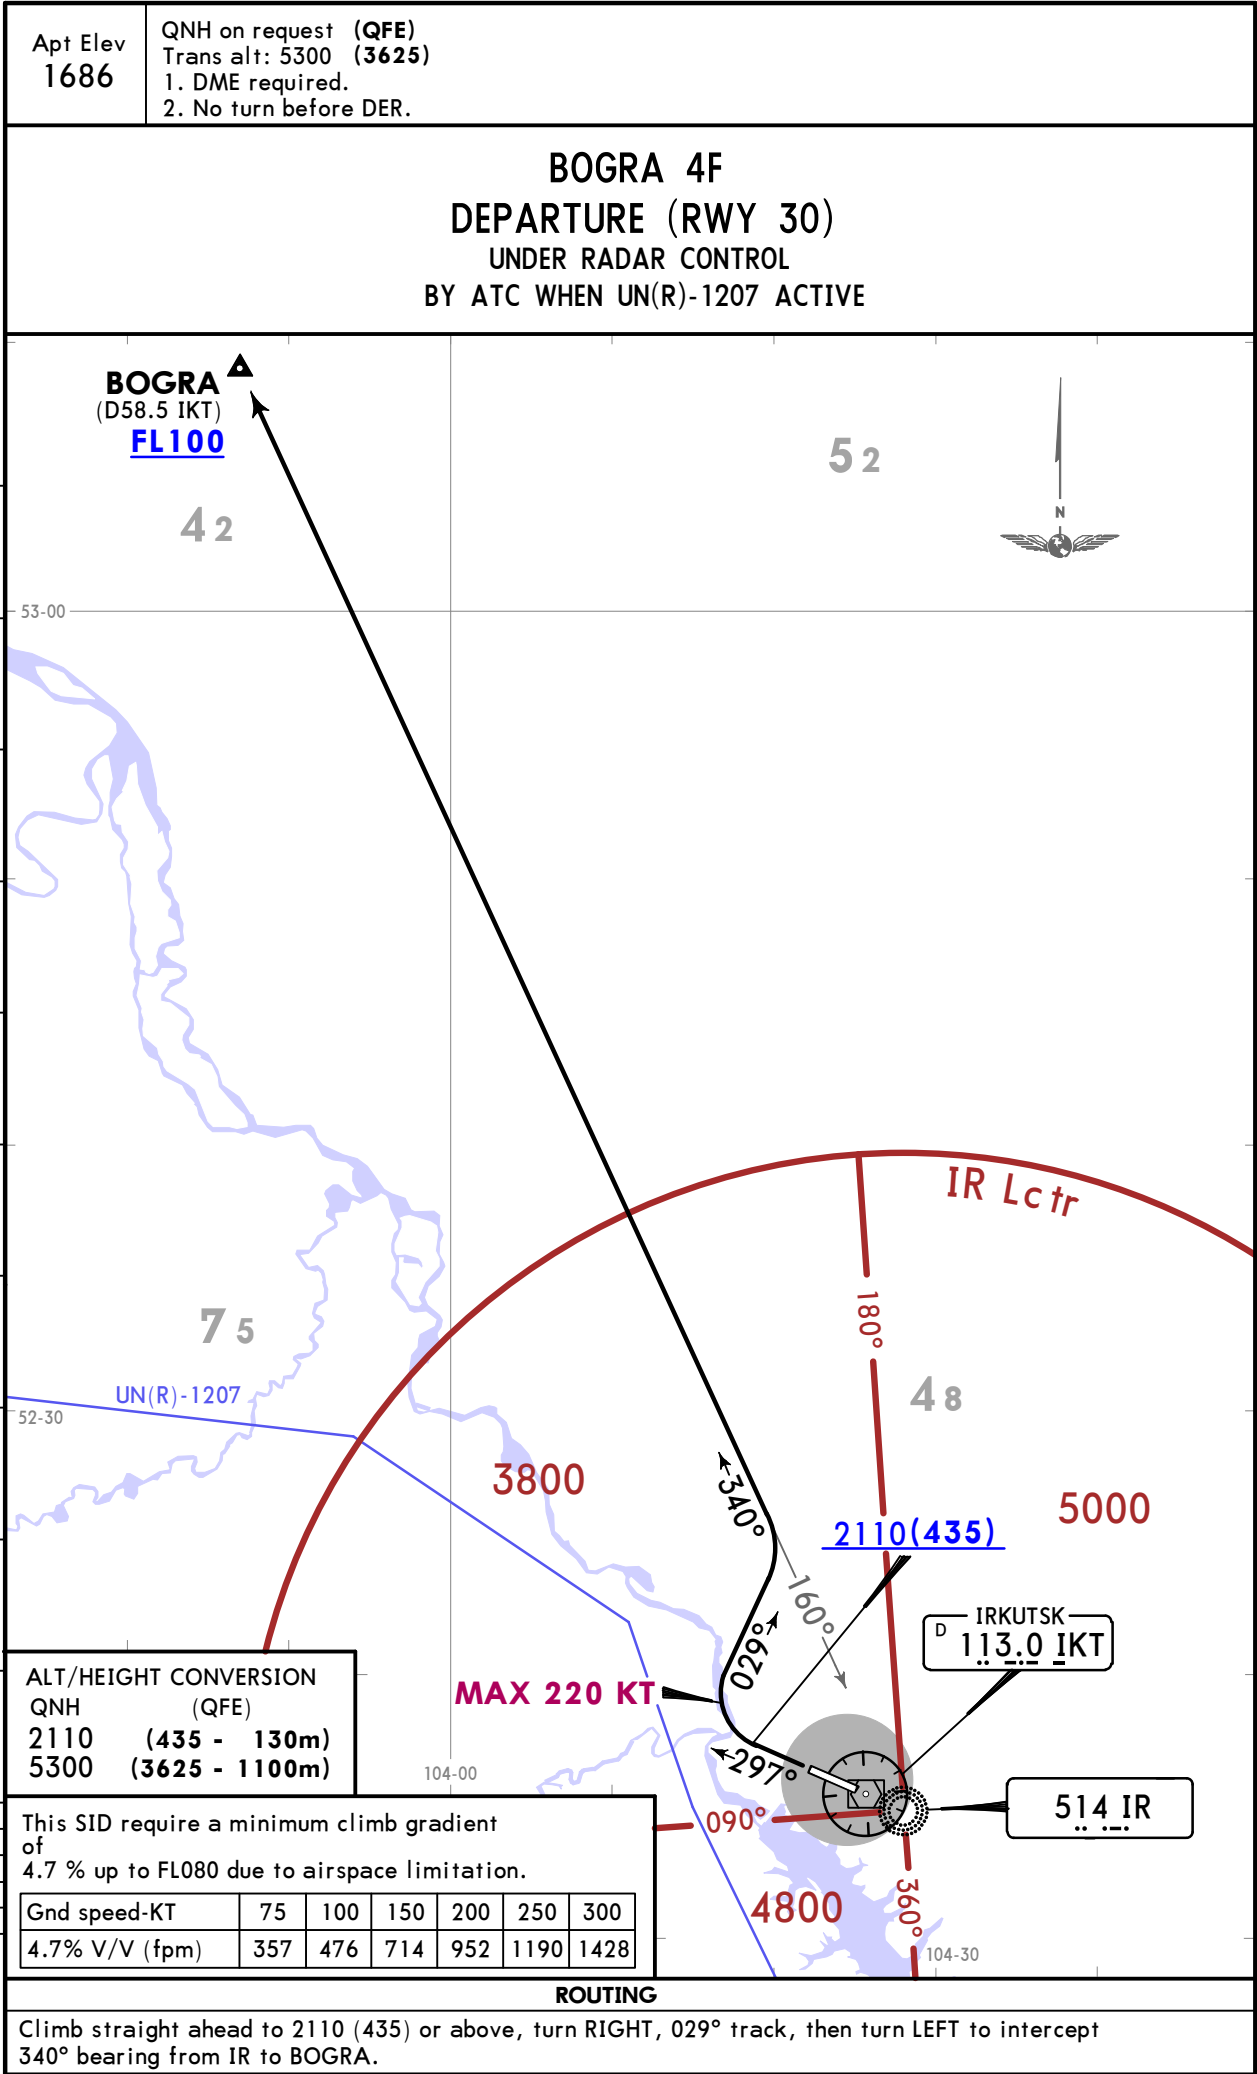 Apt Elev
1686
QNH on request (QFE)
Trans alt: 5300 (3625)
1. DME required.
2. No turn before DER.
BOGRA 4F
DEPARTURE (RWY 30)
UNDER RADAR CONTROL
BY ATC WHEN UN(R)-1207 ACTIVE
BOGRA
(D58.5 IKT)
FL100
52
42
N
53-00
IR Lctr
180°
75
48
UN(R)-1207
52-30
3800
5000
340°
2110(435)
160°
IRKUTSK
D 113.0 IKT
029°
MAX 220 KT
297°
104-00
514 IR
090°
4800
360°
104-30
ALT/HEIGHT CONVERSION
QNH (QFE)
2110 (435 - 130m)
5300 (3625 - 1100m)
This SID require a minimum climb gradient
of
4.7 % up to FL080 due to airspace limitation.
Gnd speed-KT 75 100 150 200 250 300
4.7% V/V (fpm) 357 476 714 952 1190 1428
ROUTING
Climb straight ahead to 2110 (435) or above, turn RIGHT, 029° track, then turn LEFT to intercept
340° bearing from IR to BOGRA.